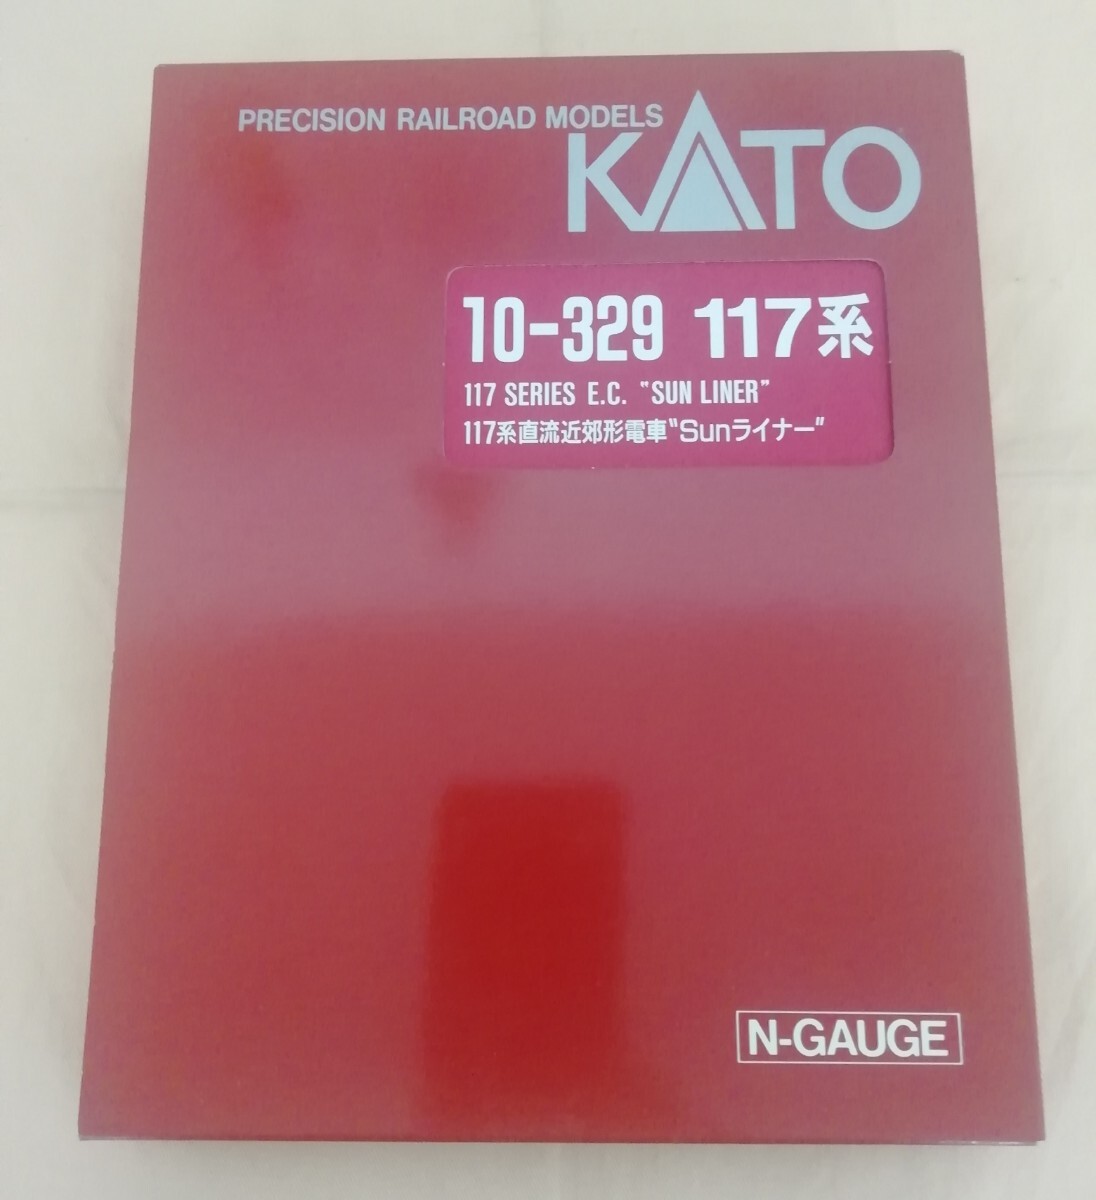 PRECISION RAILROAD MODELS
KATO
10-329 117系
117 SERIES E.C. "SUN LINER"
117系直流近郊形電車"Sunライナー"
N-GAUGE